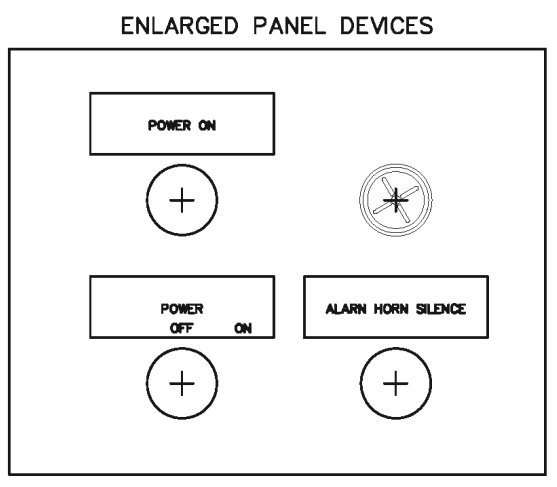 ENLARGED PANEL DEVICES
POWER ON
POWER
OFF ON
ALARN HORN SILENCE